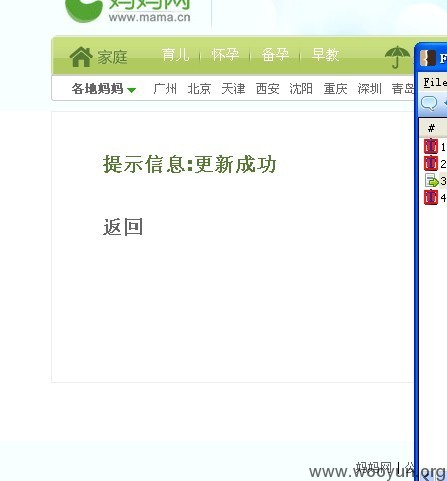 妈妈网
www.mama.cn
家庭 育儿 怀孕 备孕 早教
各地妈妈 广州 北京 天津 西安 沈阳 重庆 深圳 青岛
提示信息:更新成功
返回
File
#
1
2
3
4
妈妈网
www.wooyun.org